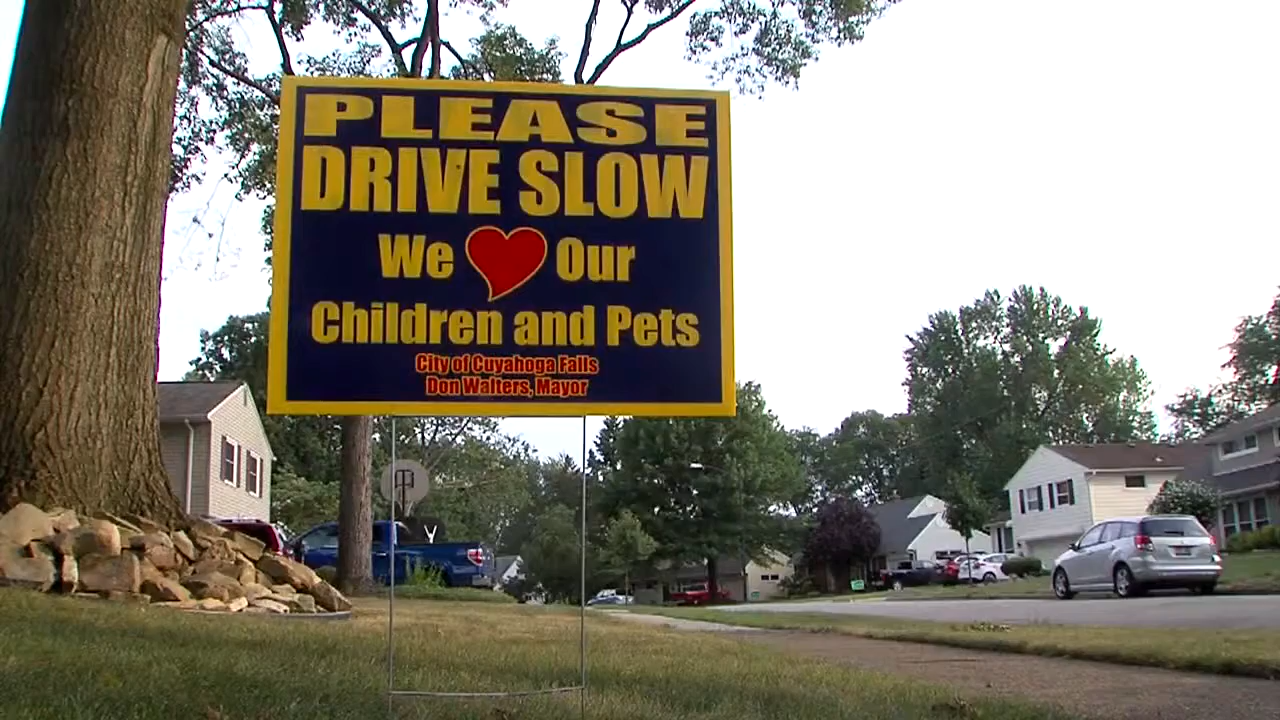 PLEASE
DRIVE SLOW
We ❤ Our
Children and Pets
City of Cuyahoga Falls
Don Walters, Mayor